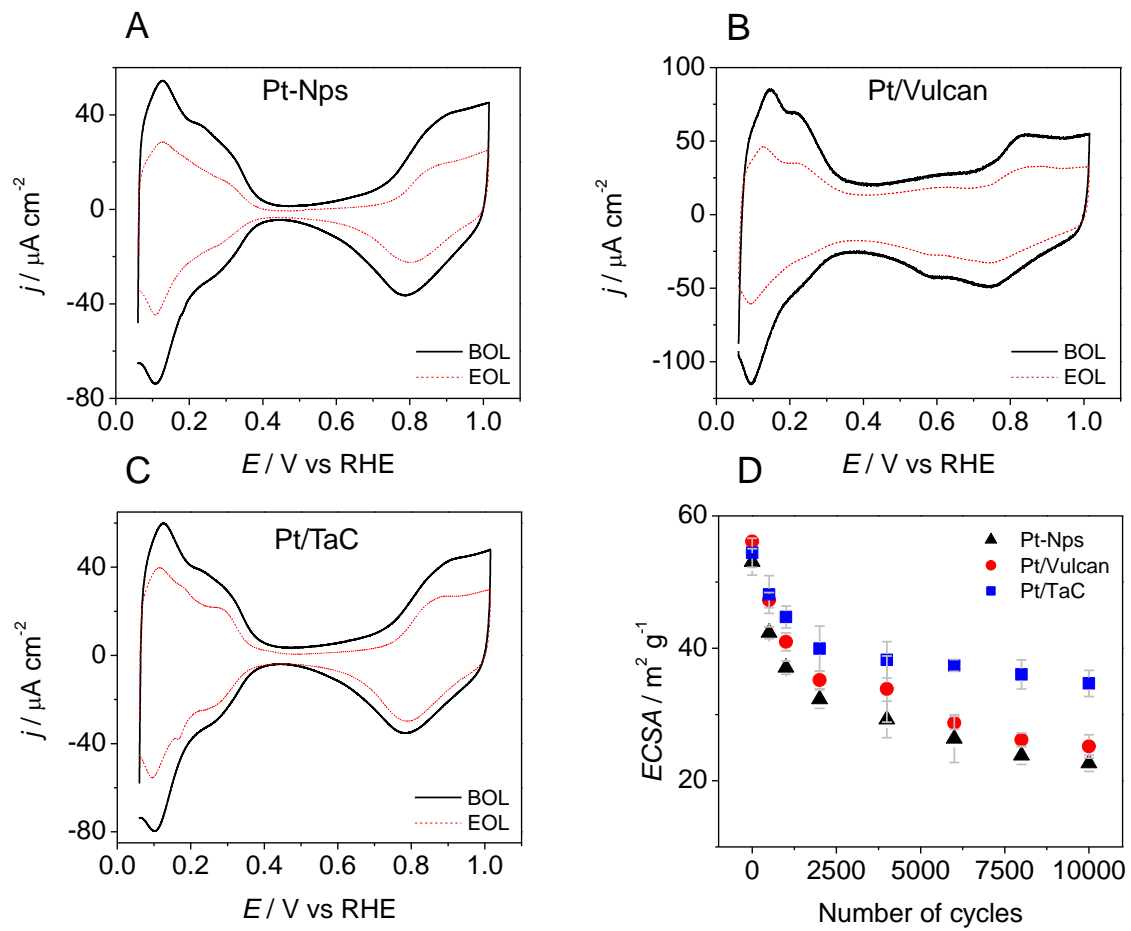 A
Pt-Nps
40
0
-40
-80
j / μA cm⁻²
BOL
EOL
0.0 0.2 0.4 0.6 0.8 1.0
E / V vs RHE
B
Pt/Vulcan
100
50
0
-50
-100
j / μA cm⁻²
BOL
EOL
0.0 0.2 0.4 0.6 0.8 1.0
E / V vs RHE
C
Pt/TaC
40
0
-40
-80
j / μA cm⁻²
BOL
EOL
0.0 0.2 0.4 0.6 0.8 1.0
E / V vs RHE
D
60
40
20
ECSA / m² g⁻¹
Pt-Nps
Pt/Vulcan
Pt/TaC
0 2500 5000 7500 10000
Number of cycles